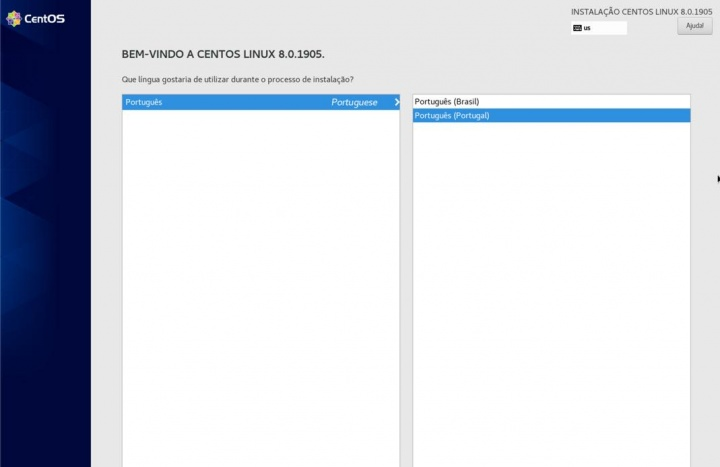 CentOS
INSTALAÇÃO CENTOS LINUX 8.0.1905
us
Ajuda!
BEM-VINDO A CENTOS LINUX 8.0.1905.
Que língua gostaria de utilizar durante o processo de instalação?
Português Portuguese
Português (Brasil)
Português (Portugal)